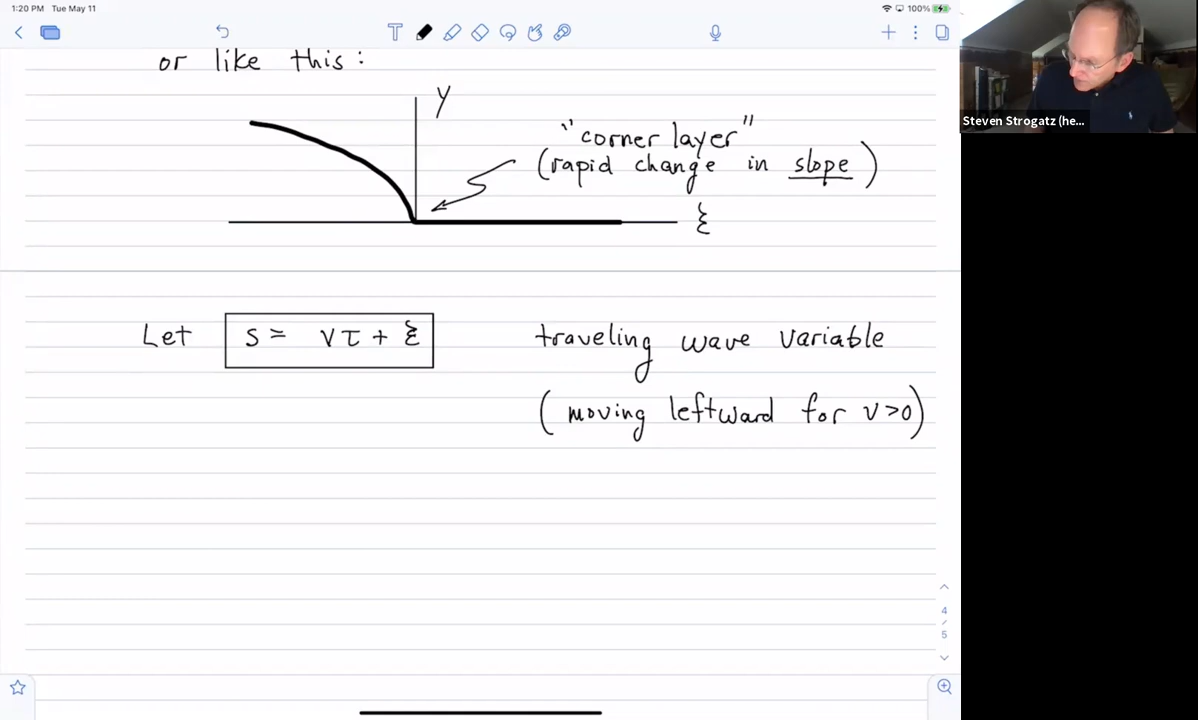 1:20 PM Tue May 11
100%
or like this :
y
"corner layer"
(rapid change in slope)
ξ
Steven Strogatz (he...
Let s = vτ + ξ traveling wave variable
(moving leftward for v>0)
4
/
5